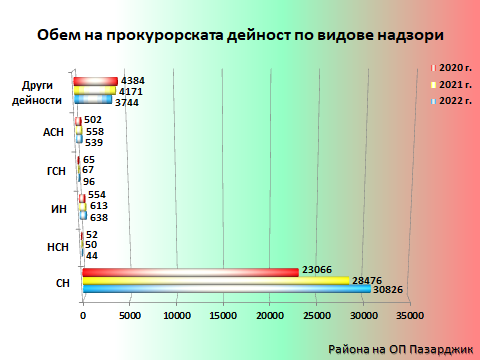 Обем на прокурорската дейност по видове надзори
2020 г.
2021 г.
2022 г.
Други
дейности
4384
4171
3744
АСН
502
558
539
ГСН
65
67
96
ИН
554
613
638
НСН
52
50
44
СН
23066
28476
30826
0 5000 10000 15000 20000 25000 30000 35000
Района на ОП Пазарджик